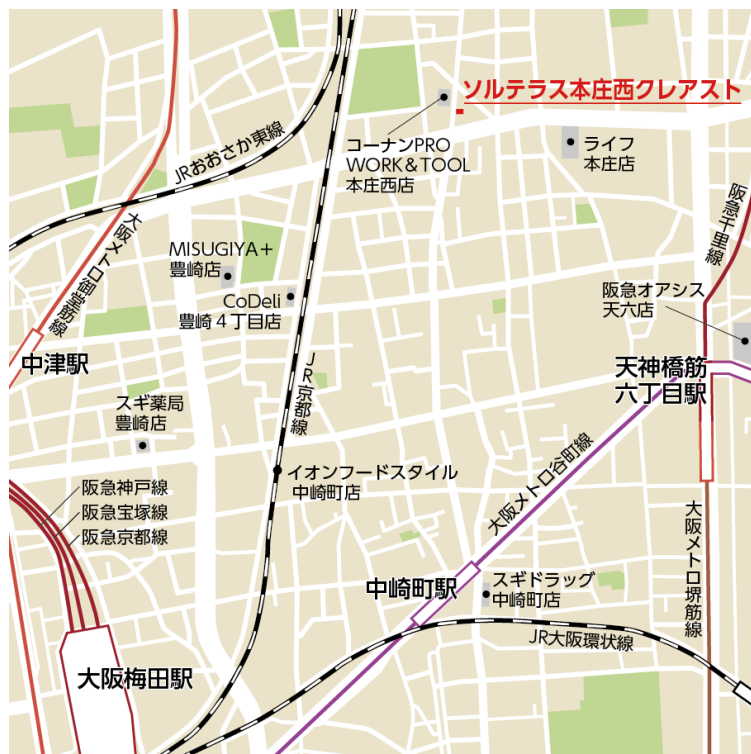 ソルテラス本庄西クレアスト
コーナンPRO
WORK&TOOL
本庄西店
ライフ
本庄店
JRおおさか東線
大阪メトロ御堂筋線
MISUGIYA+
豊崎店
CoDeli
豊崎4丁目店
阪急千里線
阪急オアシス
天六店
中津駅
JR京都線
天神橋筋
六丁目駅
スギ薬局
豊崎店
イオンフードスタイル
中崎町店
大阪メトロ谷町線
阪急神戸線
阪急宝塚線
阪急京都線
大阪メトロ堺筋線
中崎町駅
スギドラッグ
中崎町店
JR大阪環状線
大阪梅田駅